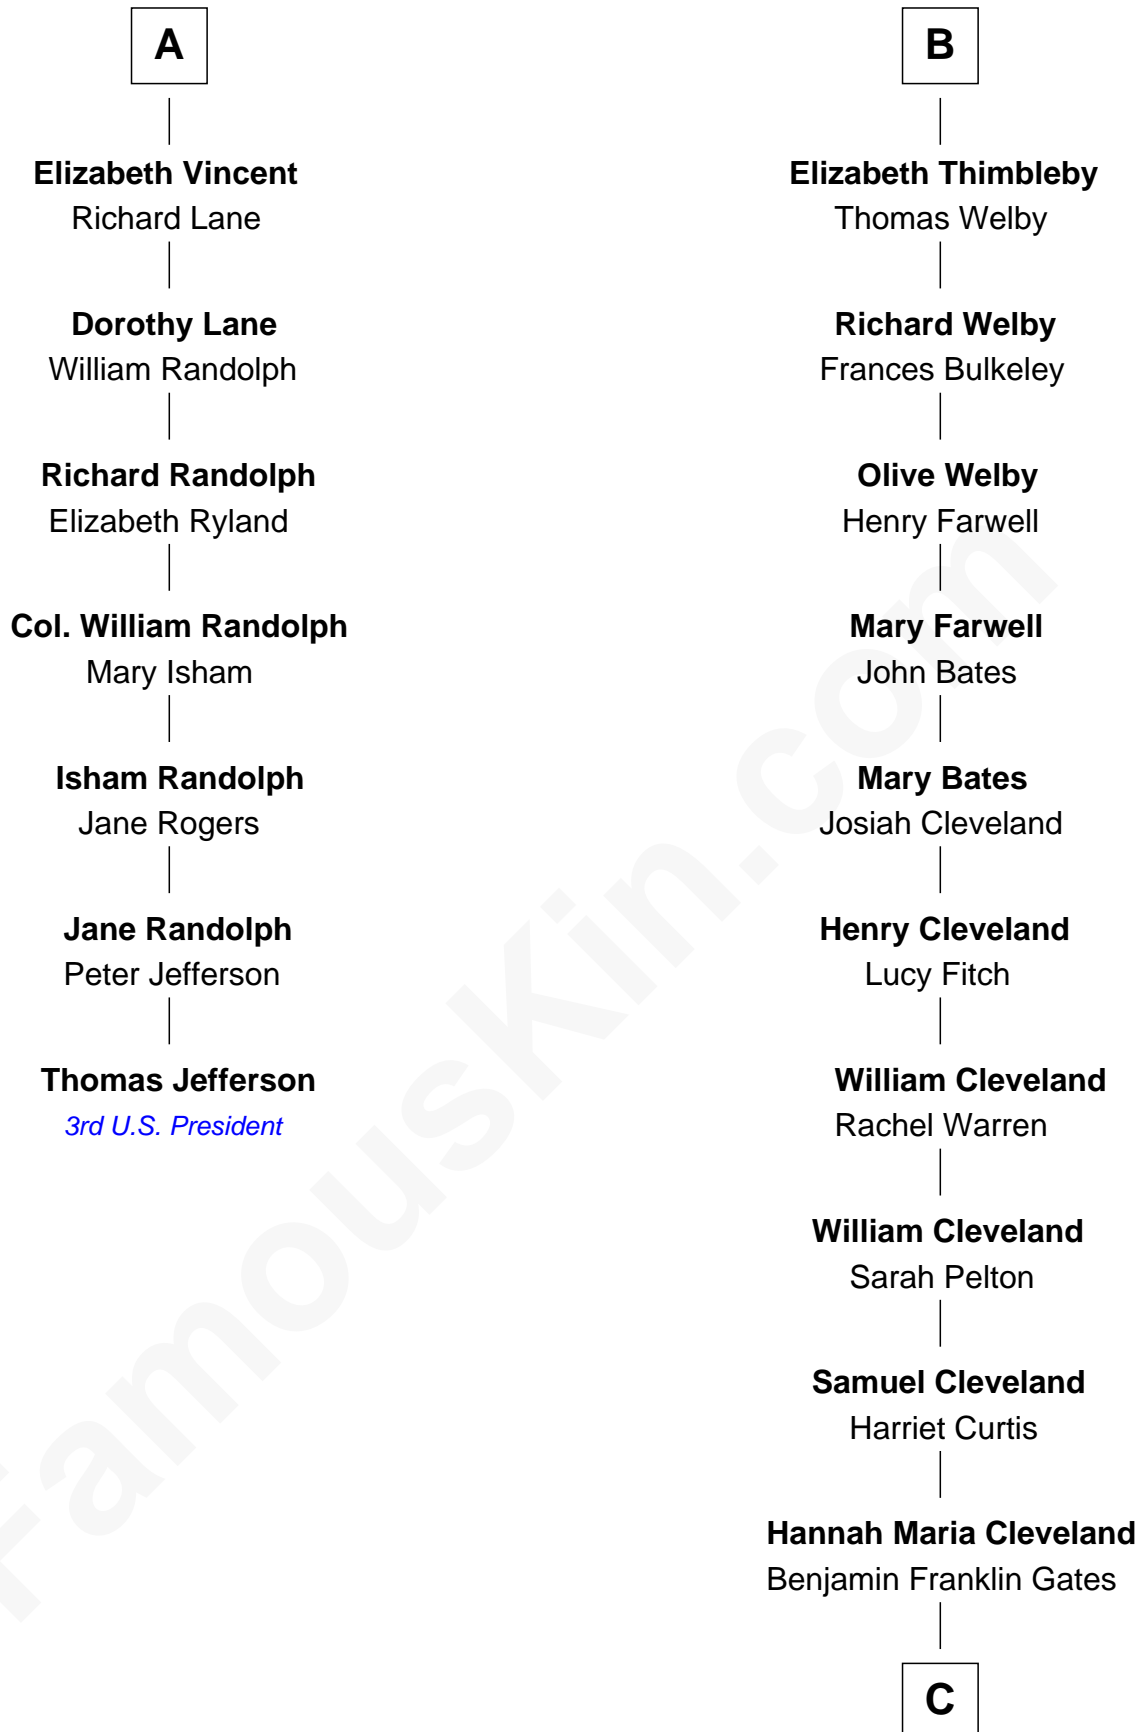 A
Elizabeth Vincent
Richard Lane
Dorothy Lane
William Randolph
Richard Randolph
Elizabeth Ryland
Col. William Randolph
Mary Isham
Isham Randolph
Jane Rogers
Jane Randolph
Peter Jefferson
Thomas Jefferson
3rd U.S. President
B
Elizabeth Thimbleby
Thomas Welby
Richard Welby
Frances Bulkeley
Olive Welby
Henry Farwell
Mary Farwell
John Bates
Mary Bates
Josiah Cleveland
Henry Cleveland
Lucy Fitch
William Cleveland
Rachel Warren
William Cleveland
Sarah Pelton
Samuel Cleveland
Harriet Curtis
Hannah Maria Cleveland
Benjamin Franklin Gates
C
FamousKin.com